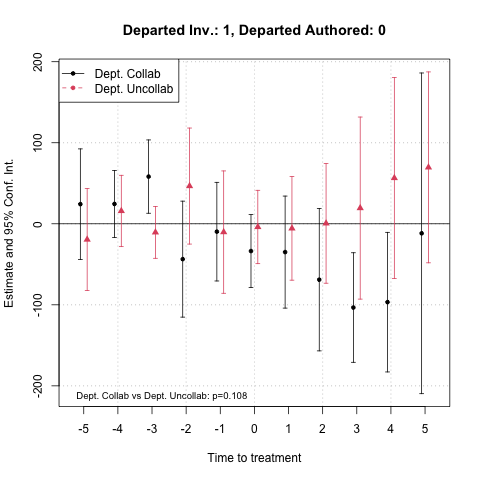 Departed Inv.: 1, Departed Authored: 0
Dept. Collab
Dept. Uncollab
Estimate and 95% Conf. Int.
200
100
0
-100
-200
Dept. Collab vs Dept. Uncollab: p=0.108
-5 -4 -3 -2 -1 0 1 2 3 4 5
Time to treatment